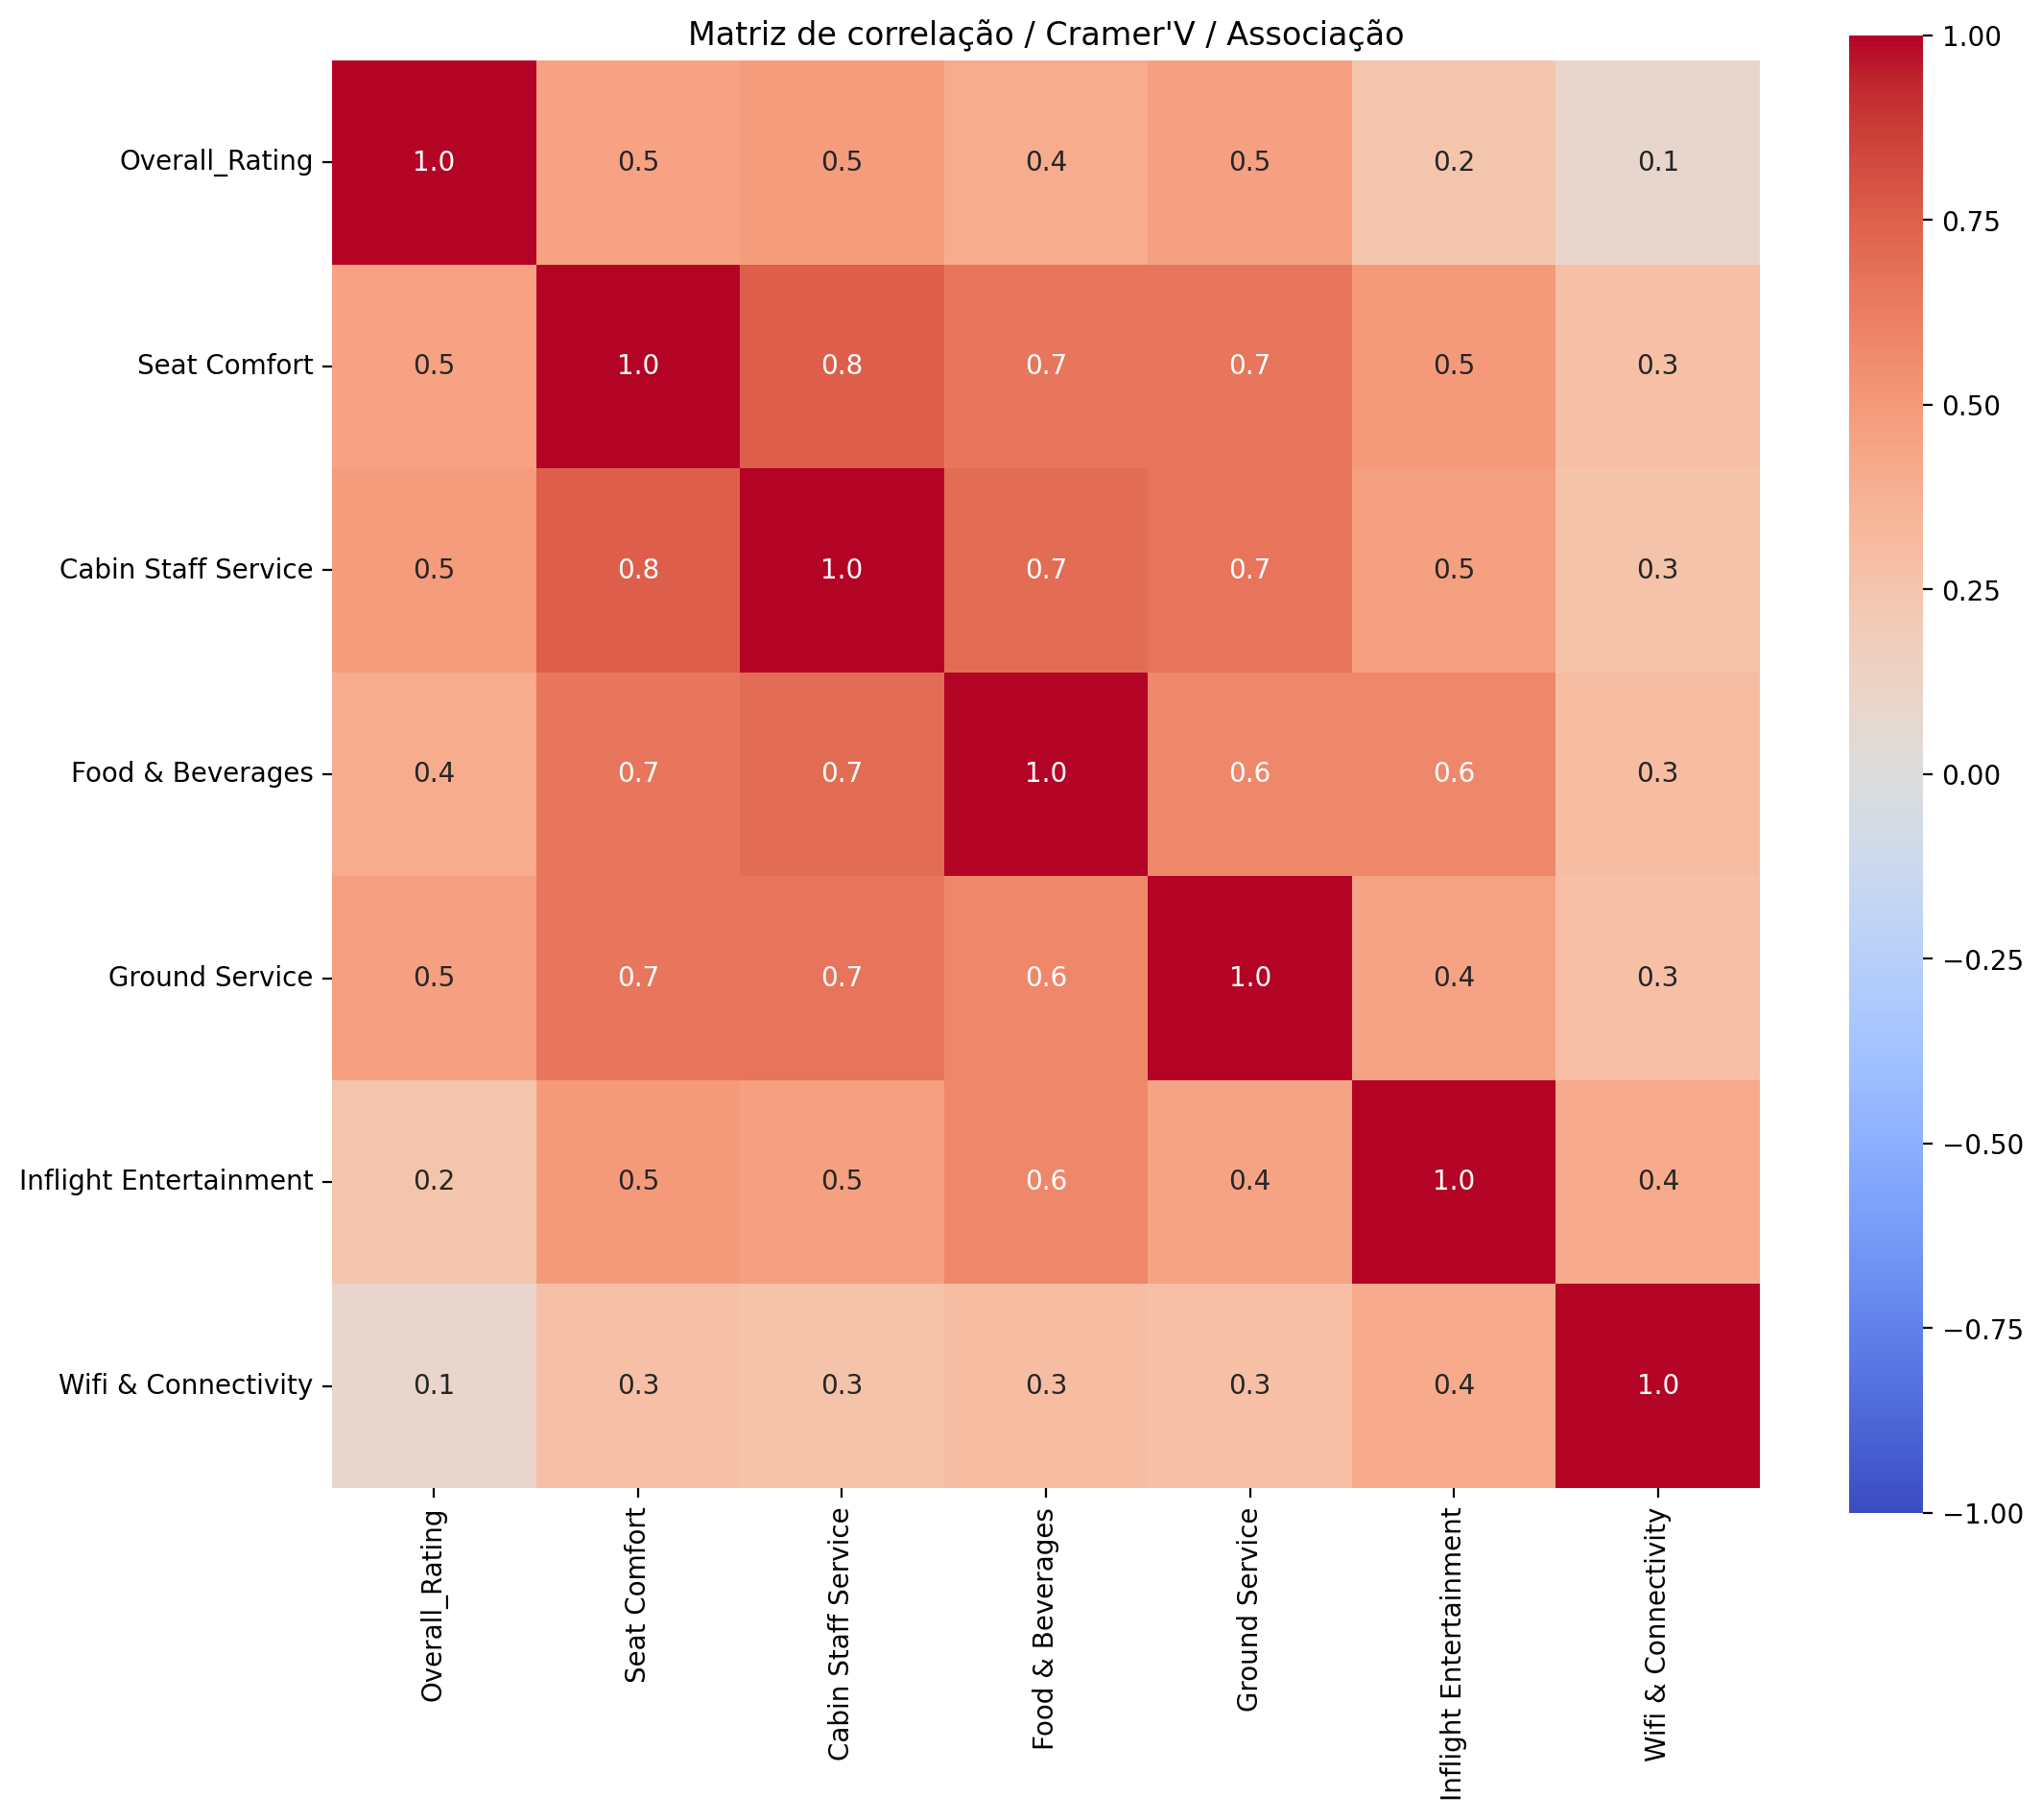 Matriz de correlação / Cramer'V / Associação
Overall_Rating 1.0 0.5 0.5 0.4 0.5 0.2 0.1
Seat Comfort 0.5 1.0 0.8 0.7 0.7 0.5 0.3
Cabin Staff Service 0.5 0.8 1.0 0.7 0.7 0.5 0.3
Food & Beverages 0.4 0.7 0.7 1.0 0.6 0.6 0.3
Ground Service 0.5 0.7 0.7 0.6 1.0 0.4 0.3
Inflight Entertainment 0.2 0.5 0.5 0.6 0.4 1.0 0.4
Wifi & Connectivity 0.1 0.3 0.3 0.3 0.3 0.4 1.0
Overall_Rating
Seat Comfort
Cabin Staff Service
Food & Beverages
Ground Service
Inflight Entertainment
Wifi & Connectivity
1.00
0.75
0.50
0.25
0.00
−0.25
−0.50
−0.75
−1.00